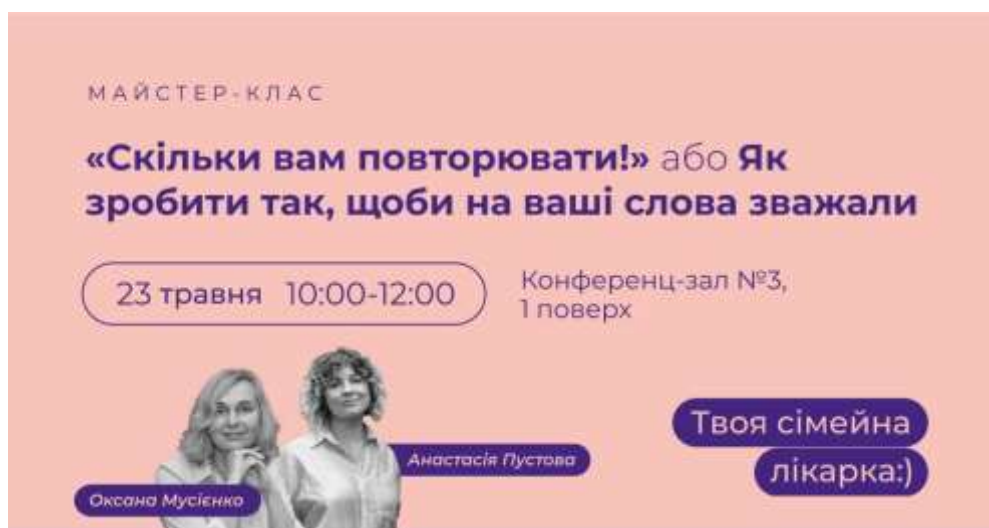 МАЙСТЕР-КЛАС
«Скільки вам повторювати!» або Як
зробити так, щоби на ваші слова зважали
23 травня 10:00-12:00
Конференц-зал №3,
1 поверх
Анастасія Пустова
Оксана Мусієнко
Твоя сімейна
лікарка:)